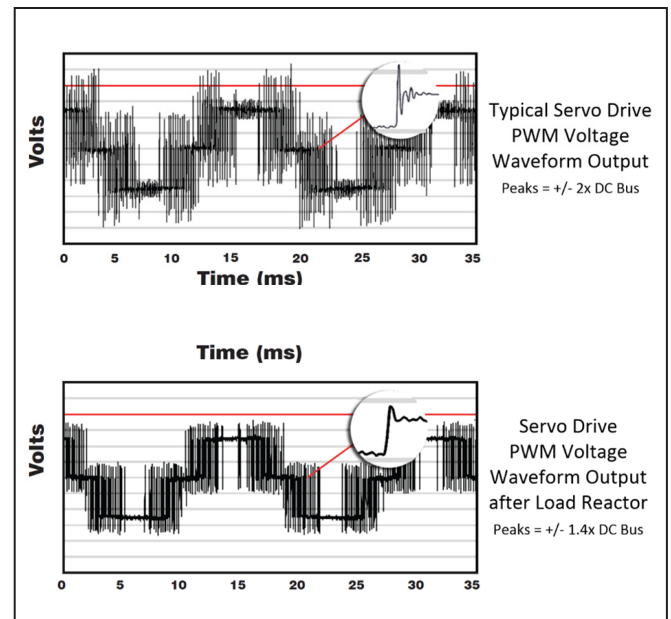 Volts
0 5 10 15 20 25 30 35
Time (ms)
Typical Servo Drive
PWM Voltage
Waveform Output
Peaks = +/- 2x DC Bus
Time (ms)
Volts
0 5 10 15 20 25 30 35
Servo Drive
PWM Voltage
Waveform Output
after Load Reactor
Peaks = +/- 1.4x DC Bus